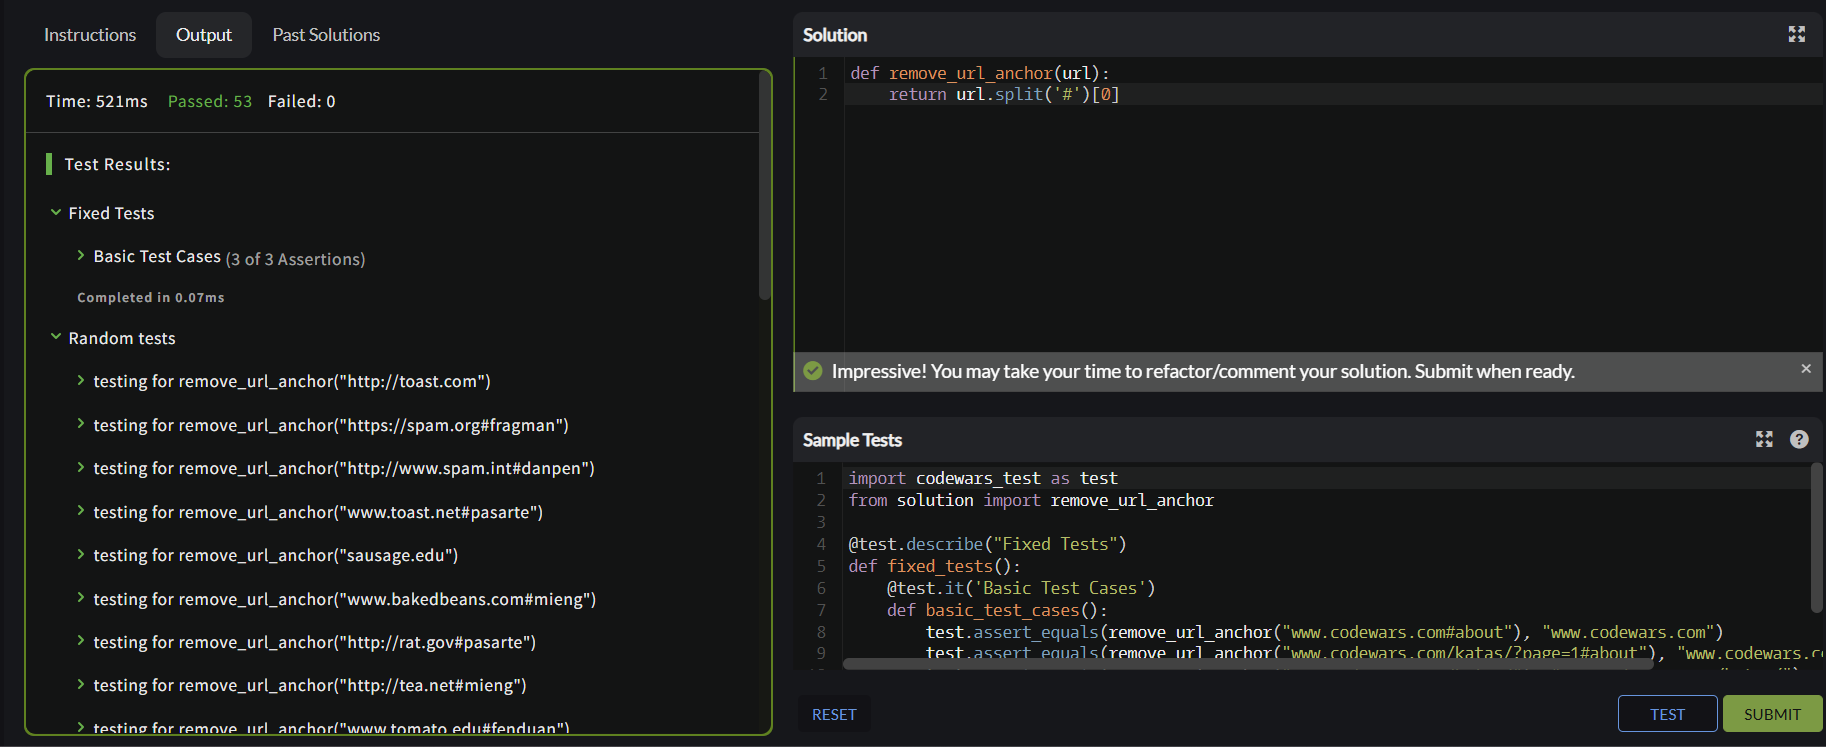 Instructions
Output
Past Solutions
Time: 521ms Passed: 53 Failed: 0
Test Results:
Fixed Tests
Basic Test Cases (3 of 3 Assertions)
Completed in 0.07ms
Random tests
testing for remove_url_anchor("http://toast.com")
testing for remove_url_anchor("https://spam.org#fragman")
testing for remove_url_anchor("http://www.spam.int#danpen")
testing for remove_url_anchor("www.toast.net#pasarte")
testing for remove_url_anchor("sausage.edu")
testing for remove_url_anchor("www.bakedbeans.com#mieng")
testing for remove_url_anchor("http://rat.gov#pasarte")
testing for remove_url_anchor("http://tea.net#mieng")
testing for remove_url_anchor("www.tomato.edu#fenduan")
Solution
1 def remove_url_anchor(url):
2 return url.split('#')[0]
Impressive! You may take your time to refactor/comment your solution. Submit when ready.
×
Sample Tests
?
1 import codewars_test as test
2 from solution import remove_url_anchor
3
4 @test.describe("Fixed Tests")
5 def fixed_tests():
6 @test.it('Basic Test Cases')
7 def basic_test_cases():
8 test.assert_equals(remove_url_anchor("www.codewars.com#about"), "www.codewars.com")
9 test.assert_equals(remove_url_anchor("www.codewars.com/katas/?page=1#about"), "www.codewars.c
RESET
TEST
SUBMIT